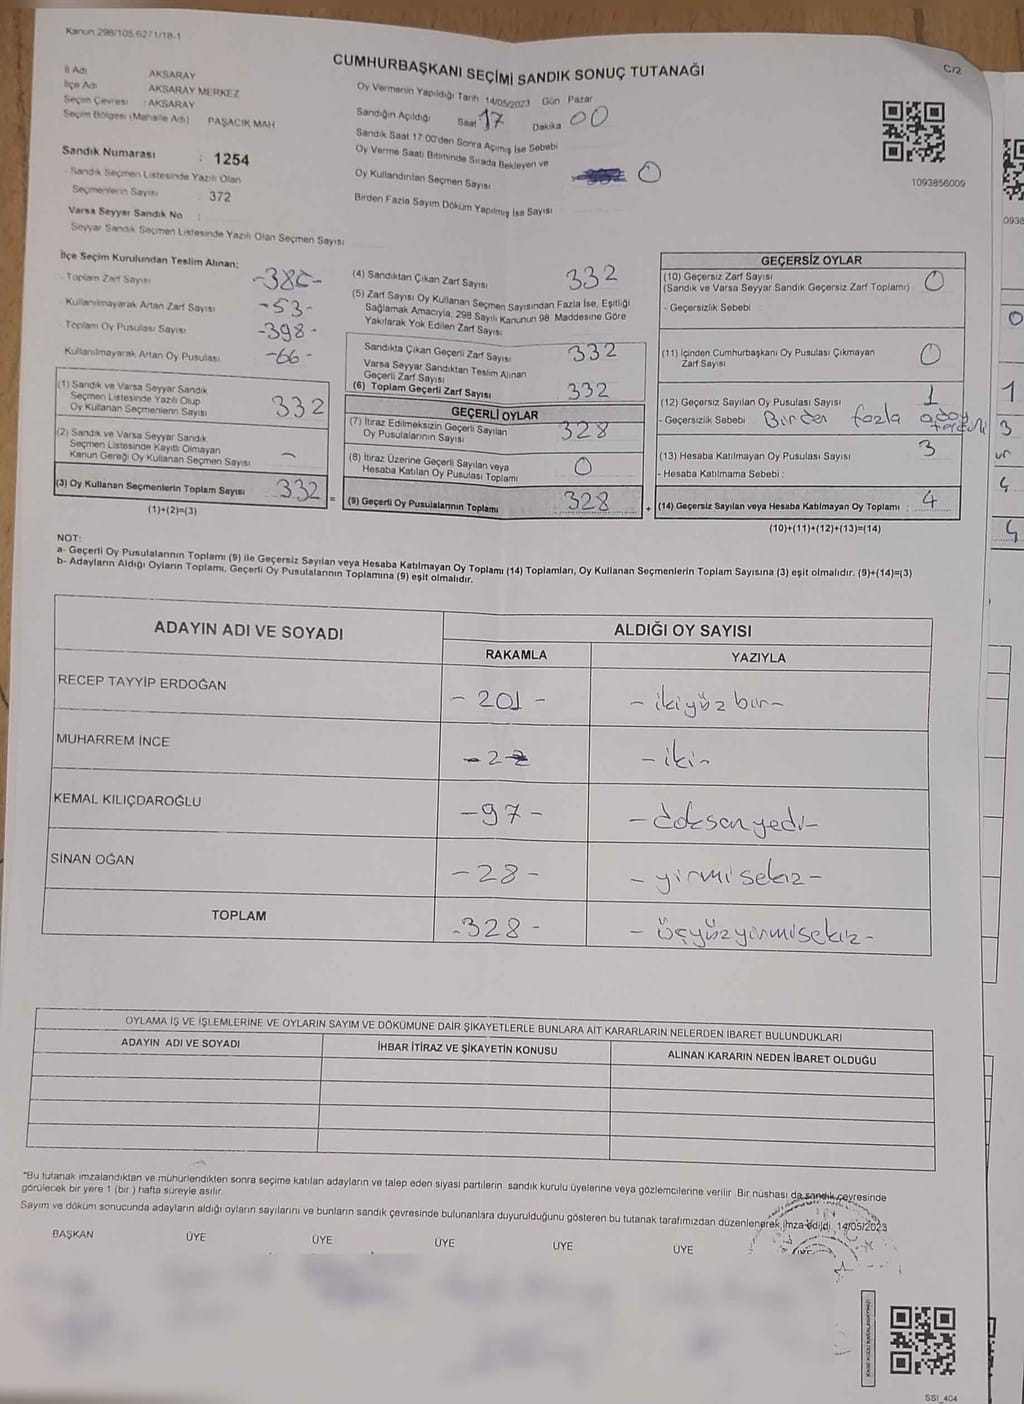 Kanun 298/105,6271/18-1
CUMHURBAŞKANI SEÇİMİ SANDIK SONUÇ TUTANAĞI
C/2
İl Adı AKSARAY
İlçe Adı AKSARAY MERKEZ
Seçim Çevresi : AKSARAY
Seçim Bölgesi (Mahalle Adı) PAŞACIK MAH
Sandık Numarası : 1254
- Sandık Seçmen Listesinde Yazılı Olan
Seçmenlerin Sayısı : 372
Varsa Seyyar Sandık No :
Seyyar Sandık Seçmen Listesinde Yazılı Olan Seçmen Sayısı
Oy Vermenin Yapıldığı Tarih 14/05/2023 Gün Pazar
Sandığın Açıldığı Saat 17 Dakika 00
Sandık Saat 17:00'den Sonra Açımış İse Sebebi
Oy Verme Saati Bitiminde Sırada Bekleyen ve
Oy Kullandırılan Seçmen Sayısı 0
Birden Fazla Sayım Döküm Yapılmış İse Sayısı
1093856009
İlçe Seçim Kurulundan Teslim Alınan;
- Toplam Zarf Sayısı
- Kullanılmayarak Artan Zarf Sayısı -53-
- Toplam Oy Pusulası Sayısı -398-
Kullanılmayarak Artan Oy Pusulası -66-
(1) Sandık ve Varsa Seyyar Sandık
Seçmen Listesinde Yazılı Olup
Oy Kullanan Seçmenlerin Sayısı 332
(2) Sandık ve Varsa Seyyar Sandık
Seçmen Listesinde Kayıtlı Olmayan
Kanun Gereği Oy Kullanan Seçmen Sayısı -
(3) Oy Kullanan Seçmenlerin Toplam Sayısı 332 =
(1)+(2)=(3)
(4) Sandıktan Çıkan Zarf Sayısı 332
(5) Zarf Sayısı Oy Kullanan Seçmen Sayısından Fazla İse, Eşitliği
Sağlamak Amacıyla, 298 Sayılı Kanunun 98. Maddesine Göre
Yakılarak Yok Edilen Zarf Sayısı
Sandıkta Çıkan Geçerli Zarf Sayısı 332
Varsa Seyyar Sandıktan Teslim Alınan
Geçerli Zarf Sayısı
(6) Toplam Geçerli Zarf Sayısı 332
GEÇERLİ OYLAR
(7) İtiraz Edilmeksizin Geçerli Sayılan
Oy Pusulalarının Sayısı 328
(8) İtiraz Üzerine Geçerli Sayılan veya
Hesaba Katılan Oy Pusulası Toplamı 0
(9) Geçerli Oy Pusulalarının Toplamı 328 +
GEÇERSİZ OYLAR
(10) Geçersiz Zarf Sayısı 0
(Sandık ve Varsa Seyyar Sandık Geçersiz Zarf Toplamı)
- Geçersizlik Sebebi :
(11) İçinden Cumhurbaşkanı Oy Pusulası Çıkmayan
Zarf Sayısı 0
(12) Geçersiz Sayılan Oy Pusulası Sayısı 1
- Geçersizlik Sebebi : Birden fazla
(13) Hesaba Katılmayan Oy Pusulası Sayısı 3
- Hesaba Katılmama Sebebi :
(14) Geçersiz Sayılan veya Hesaba Katılmayan Oy Toplamı : 4
(10)+(11)+(12)+(13)=(14)
NOT:
a- Geçerli Oy Pusulalarının Toplamı (9) ile Geçersiz Sayılan veya Hesaba Katılmayan Oy Toplamı (14) Toplamları, Oy Kullanan Seçmenlerin Toplam Sayısına (3) eşit olmalıdır. (9)+(14)=(3)
b- Adayların Aldığı Oyların Toplamı, Geçerli Oy Pusulalarının Toplamına (9) eşit olmalıdır.
ADAYIN ADI VE SOYADI ALDIĞI OY SAYISI
RAKAMLA YAZIYLA
RECEP TAYYİP ERDOĞAN - 201 - - ikiyüz bir -
MUHARREM İNCE - 2 - iki -
KEMAL KILIÇDAROĞLU - 97 - - doksanyedi -
SİNAN OĞAN - 28 - - yirmisekiz -
TOPLAM - 328 - - üçyüzyirmisekiz -
OYLAMA İŞ VE İŞLEMLERİNE VE OYLARIN SAYIM VE DÖKÜMÜNE DAİR ŞİKAYETLERLE BUNLARA AİT KARARLARIN NELERDEN İBARET BULUNDUKLARI
ADAYIN ADI VE SOYADI İHBAR İTİRAZ VE ŞİKAYETİN KONUSU ALINAN KARARIN NEDEN İBARET OLDUĞU
*Bu tutanak imzalandıktan ve mühürlendikten sonra seçime katılan adayların ve talep eden siyasi partilerin sandık kurulu üyelerine veya gözlemcilerine verilir. Bir nüshası da sandık çevresinde
görülecek bir yere 1 (bir ) hafta süreyle asılır.
Sayım ve döküm sonucunda adayların aldığı oyların sayılarını ve bunların sandık çevresinde bulunanlara duyurulduğunu gösteren bu tutanak tarafımızdan düzenlenerek imza edildi. 14/05/2023
BAŞKAN ÜYE ÜYE ÜYE ÜYE ÜYE
SSI_404